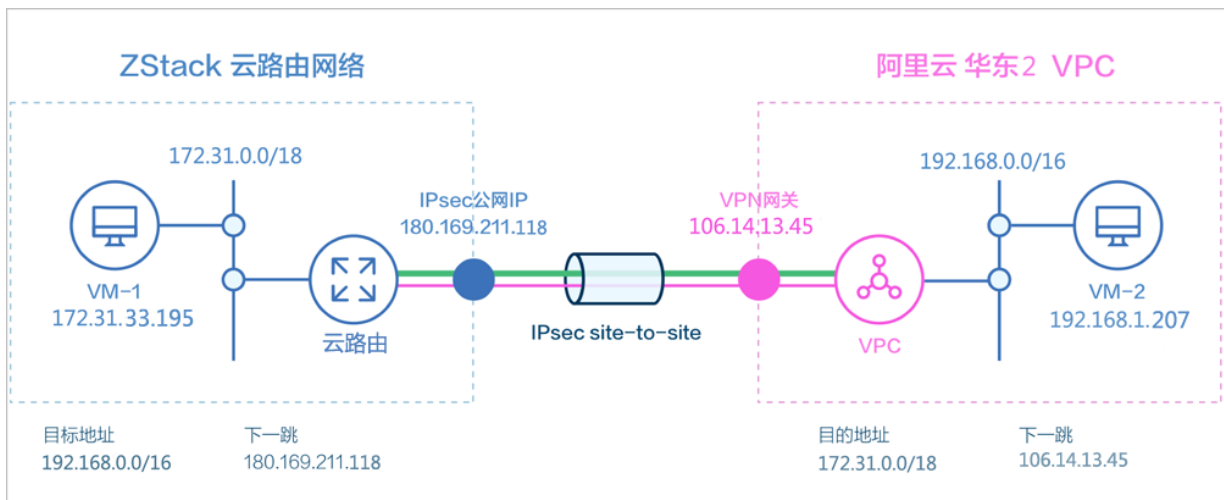 ZStack 云路由网络
阿里云 华东2 VPC
172.31.0.0/18
192.168.0.0/16
IPsec公网IP
180.169.211.118
VPN网关
106.14.13.45
VM-1
172.31.33.195
云路由
IPsec site-to-site
VPC
VM-2
192.168.1.207
目标地址
192.168.0.0/16
下一跳
180.169.211.118
目的地址
172.31.0.0/18
下一跳
106.14.13.45